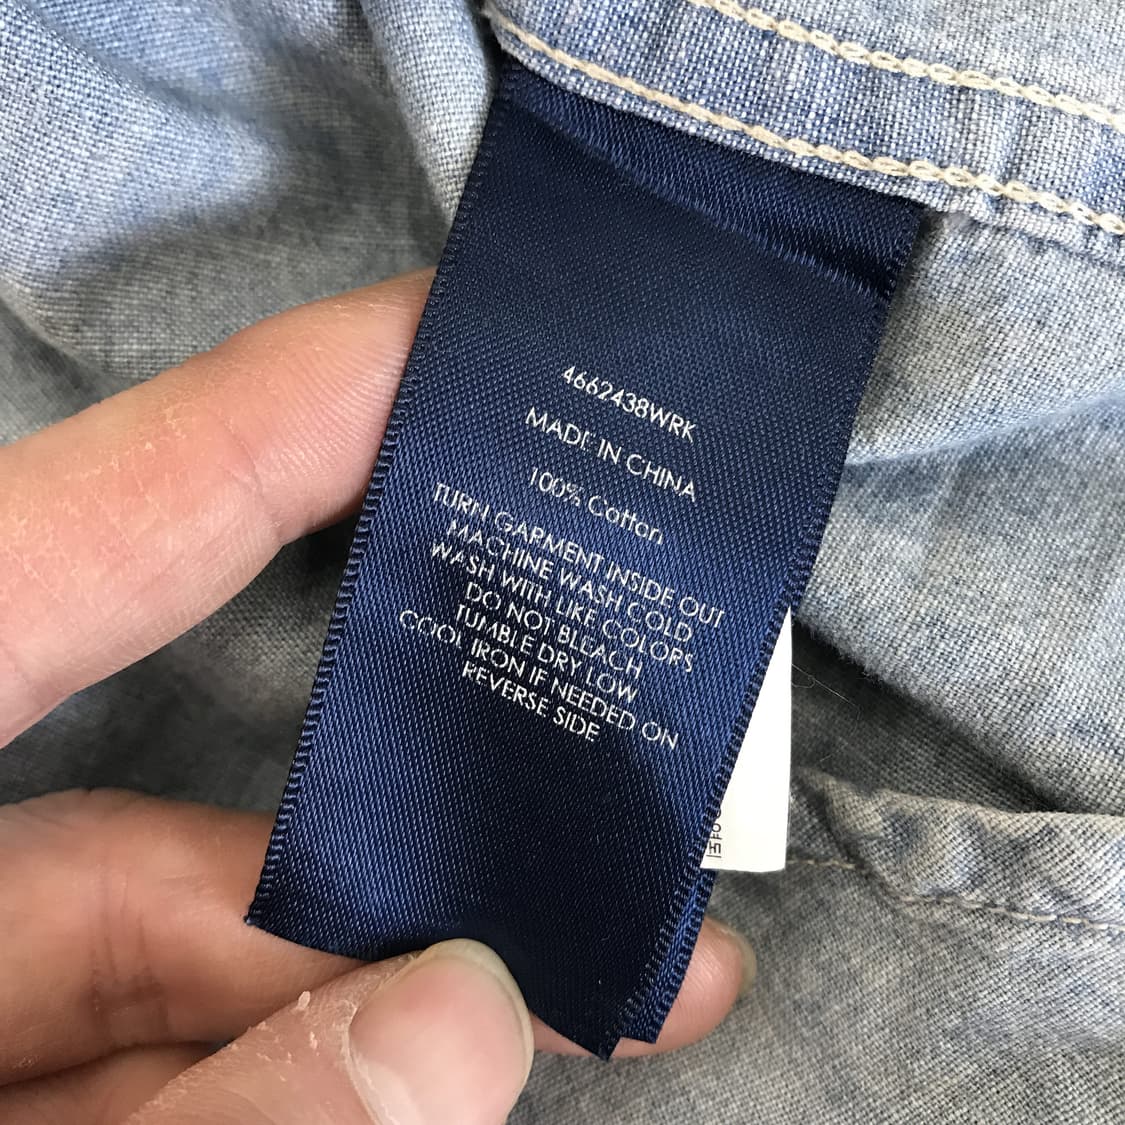 4662438WRK
MADE IN CHINA
100% Cotton
TURN GARMENT INSIDE OUT
MACHINE WASH COLD
WASH WITH LIKE COLORS
DO NOT BLEACH
TUMBLE DRY LOW
COOL IRON IF NEEDED ON
REVERSE SIDE